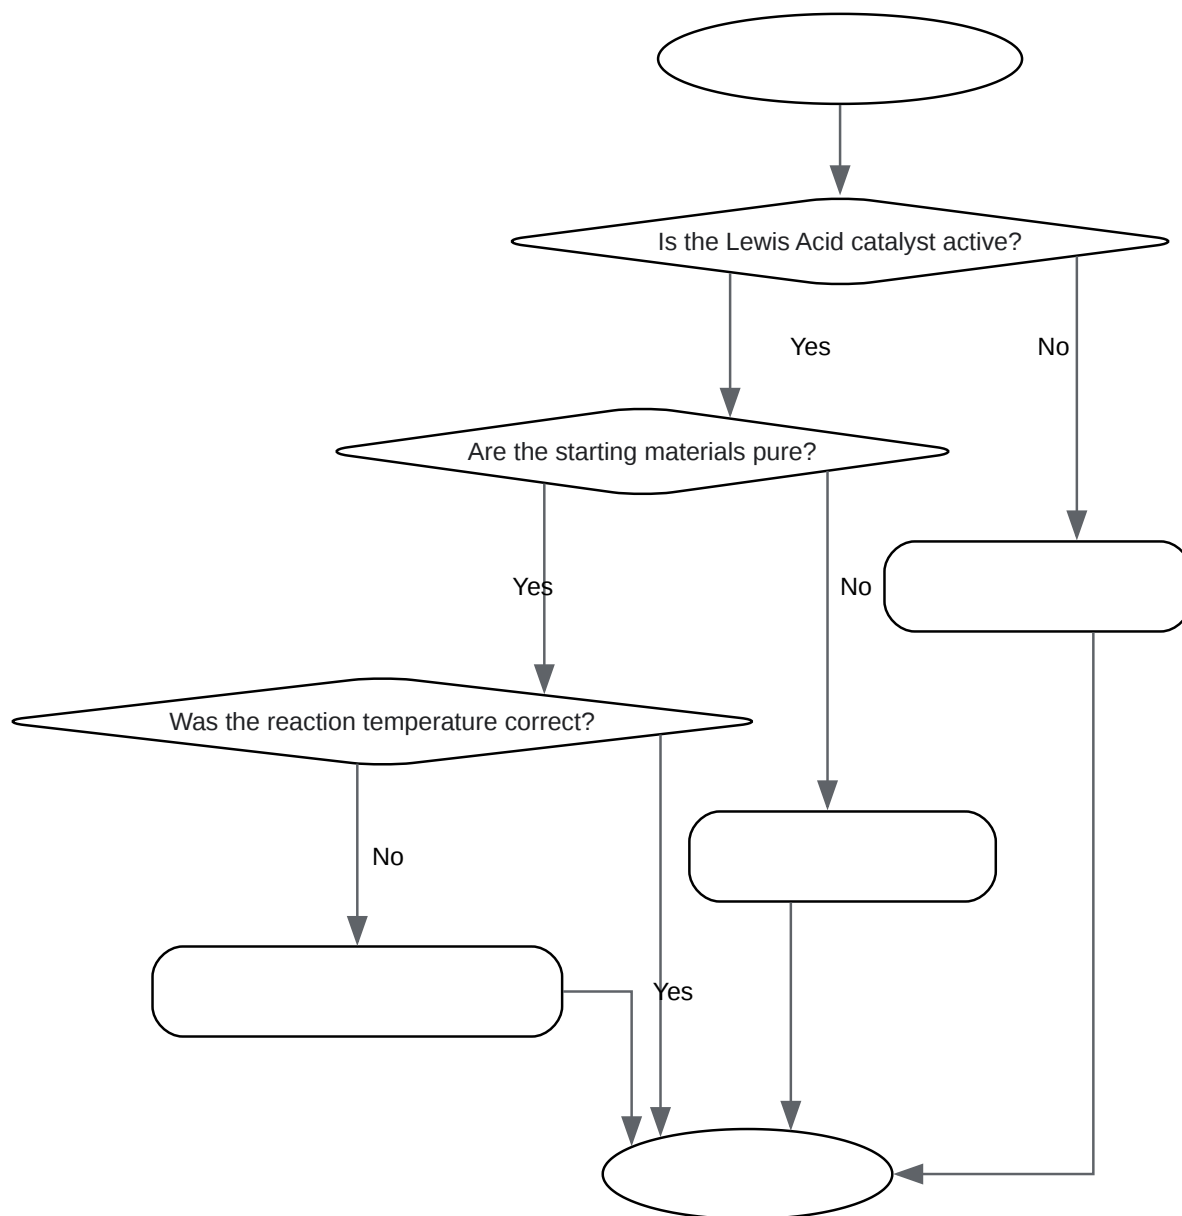 Is the Lewis Acid catalyst active?
Yes
No
Are the starting materials pure?
Yes
No
Was the reaction temperature correct?
No
Yes